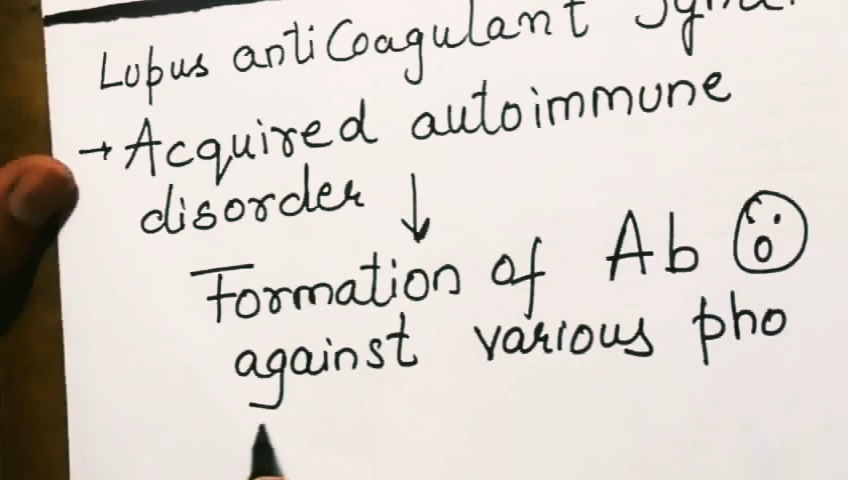 Lupus antiCoagulant
→ Acquired autoimmune
disorder ↓
Formation of Ab
against various pho